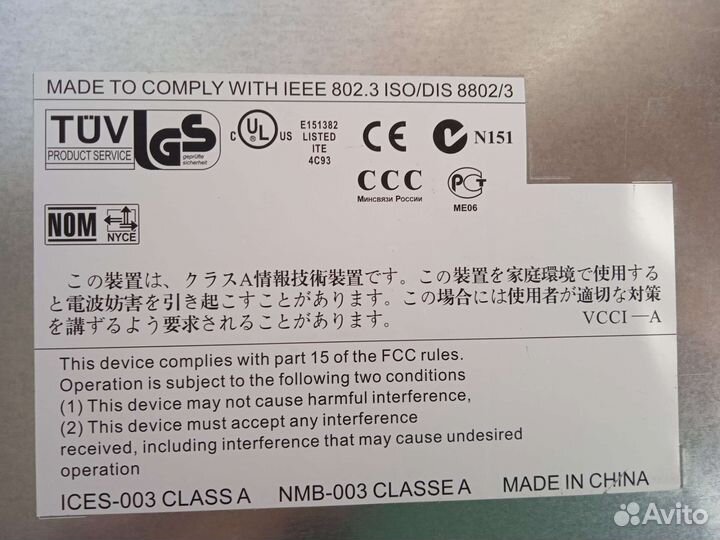 MADE TO COMPLY WITH IEEE 802.3 ISO/DIS 8802/3
TÜV
PRODUCT SERVICE
GS
geprüfte
sicherheit
C UL US
E151382
LISTED
ITE
4C93
CE
N151
CCC
Минсвязи России
РСТ
ME06
NOM
NYCE
この装置は、クラスA情報技術装置です。この装置を家庭環境で使用する
と電波妨害を引き起こすことがあります。この場合には使用者が適切な対策
を講ずるよう要求されることがあります。 VCCI—A
This device complies with part 15 of the FCC rules.
Operation is subject to the following two conditions
(1) This device may not cause harmful interference,
(2) This device must accept any interference
received, including interference that may cause undesired
operation
ICES-003 CLASS A NMB-003 CLASSE A MADE IN CHINA
Avito